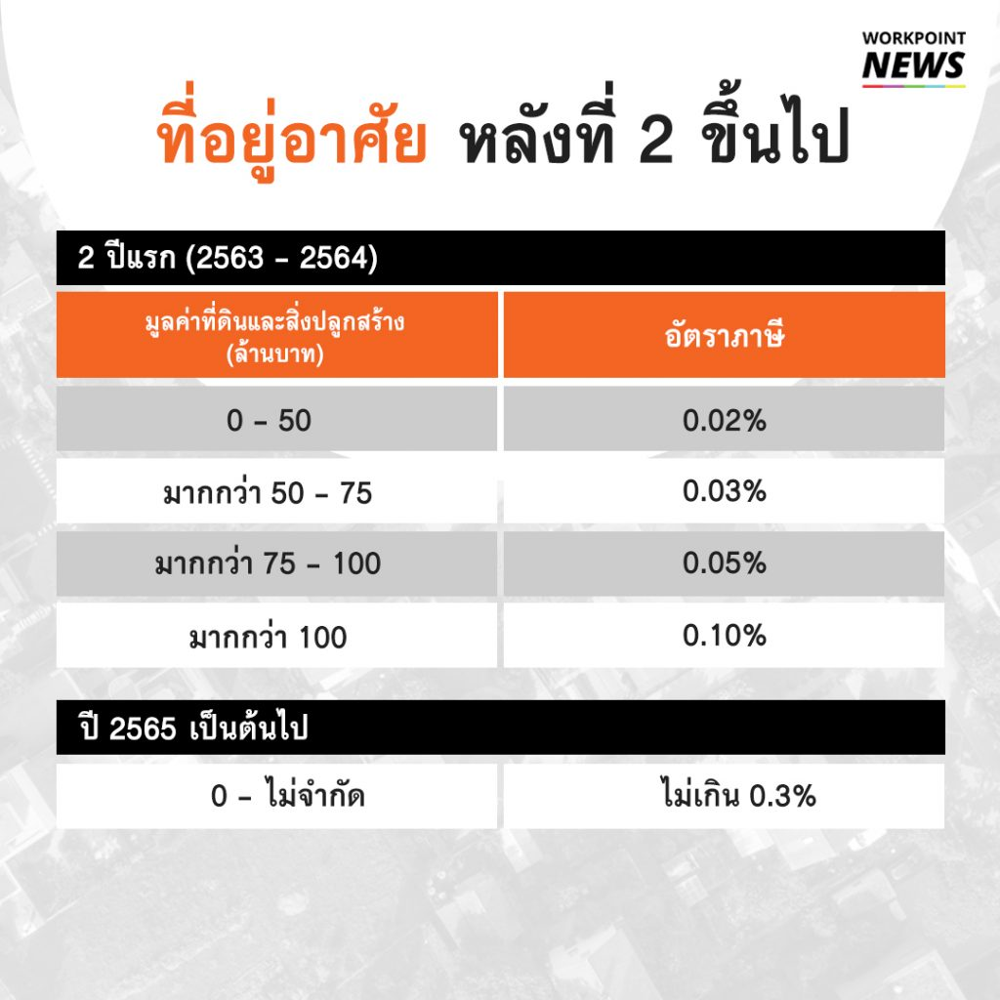 WORKPOINT
NEWS
ที่อยู่อาศัย หลังที่ 2 ขึ้นไป
2 ปีแรก (2563 - 2564)
มูลค่าที่ดินและสิ่งปลูกสร้าง
(ล้านบาท)
อัตราภาษี
0 - 50
0.02%
มากกว่า 50 - 75
0.03%
มากกว่า 75 - 100
0.05%
มากกว่า 100
0.10%
ปี 2565 เป็นต้นไป
0 - ไม่จำกัด
ไม่เกิน 0.3%